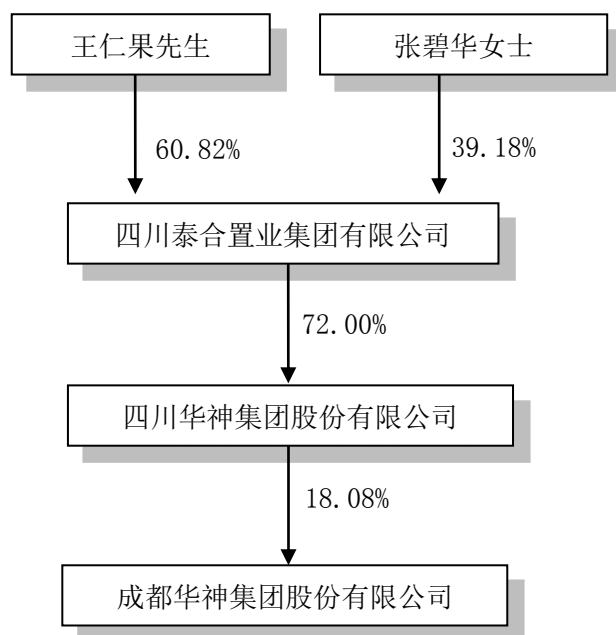 王仁果先生
张碧华女士
60.82%
39.18%
四川泰合置业集团有限公司
72.00%
四川华神集团股份有限公司
18.08%
成都华神集团股份有限公司